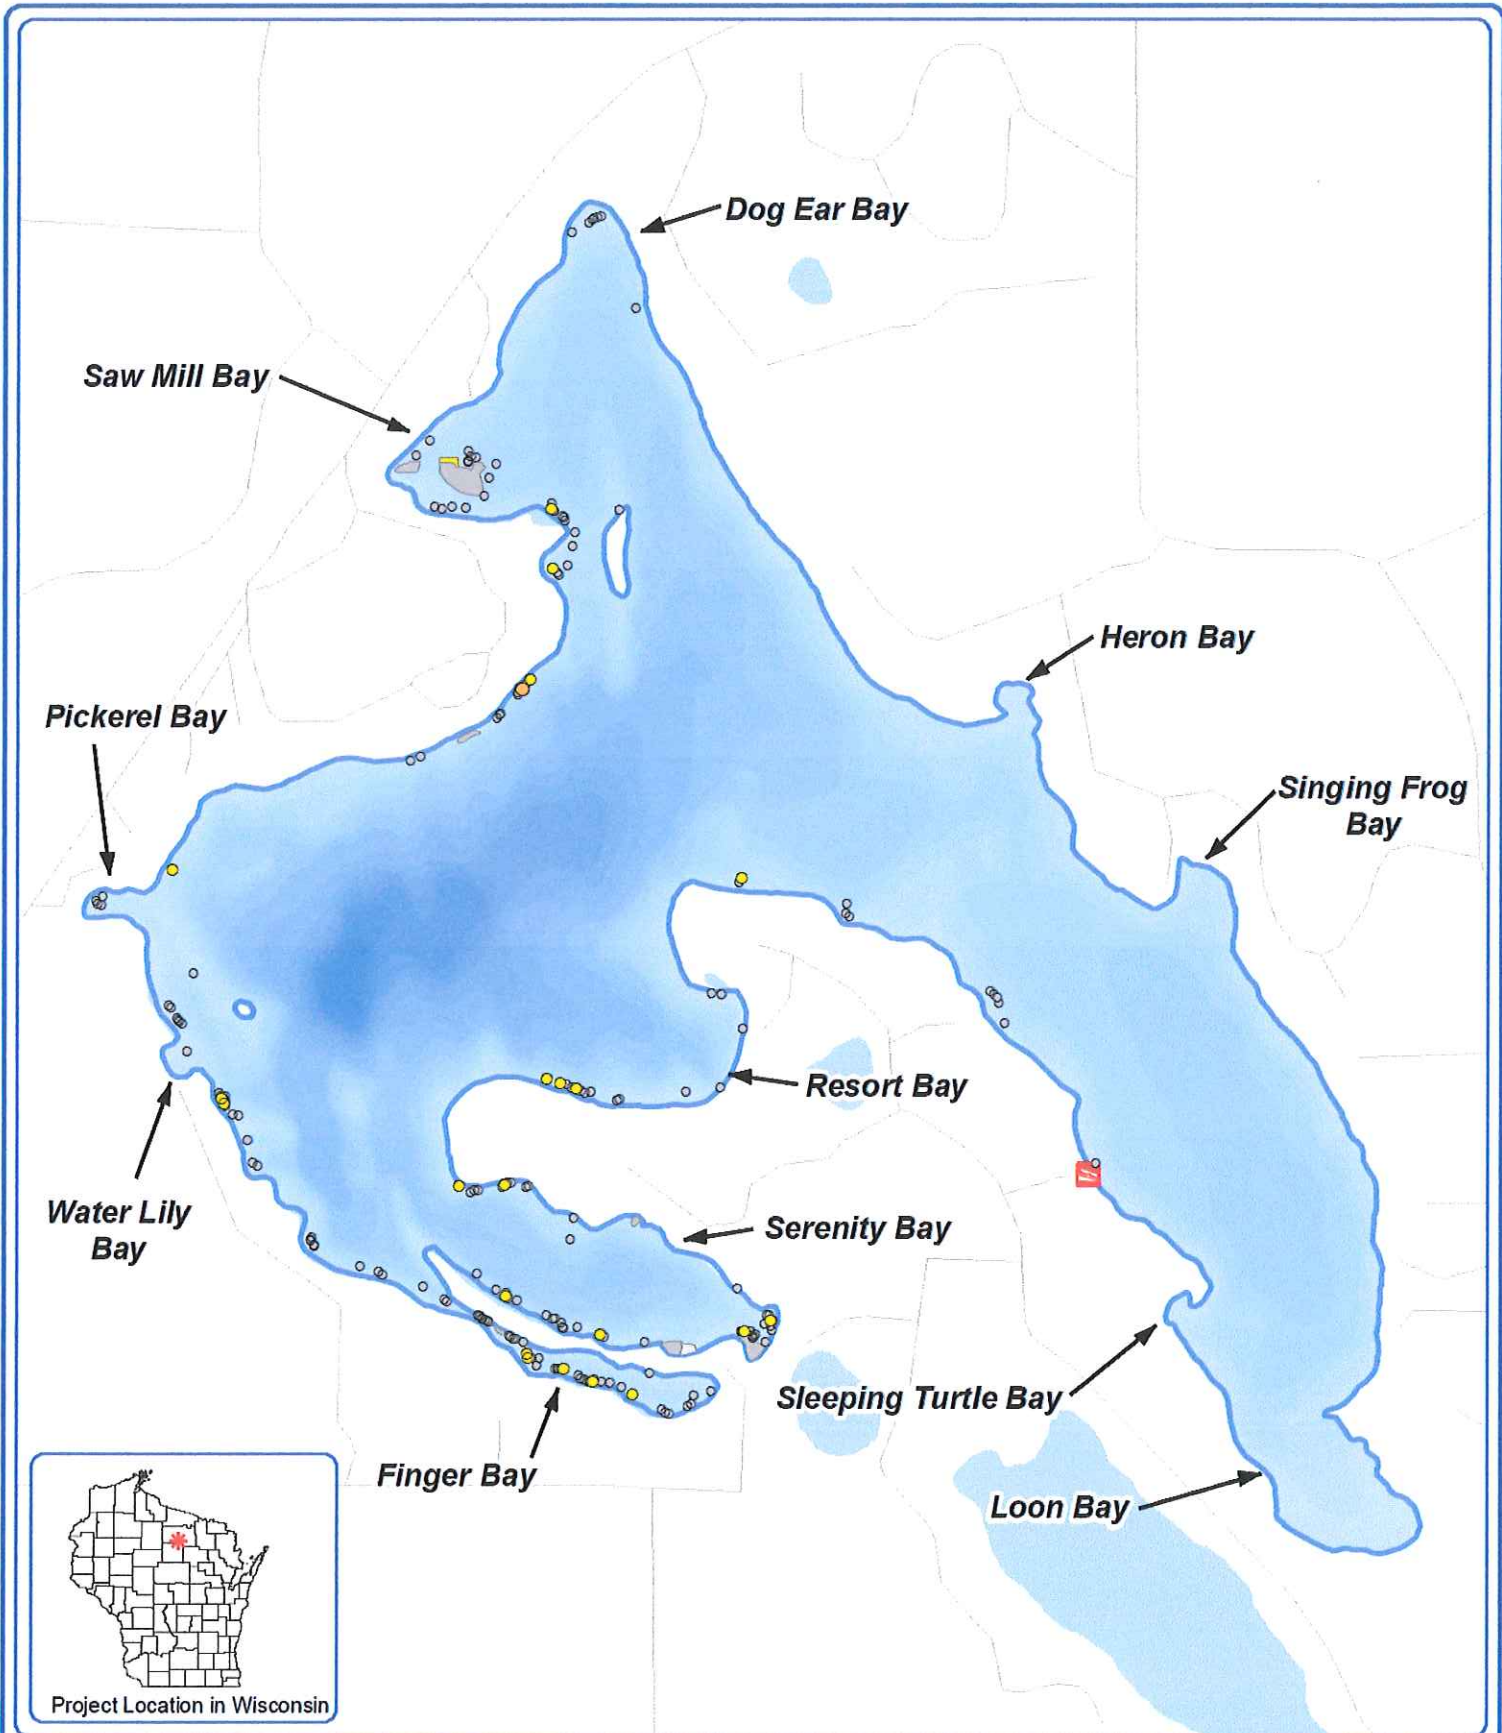 Dog Ear Bay
Saw Mill Bay
Heron Bay
Pickerel Bay
Singing Frog
Bay
Resort Bay
Water Lily
Bay
Serenity Bay
Sleeping Turtle Bay
Finger Bay
Loon Bay
Project Location in Wisconsin